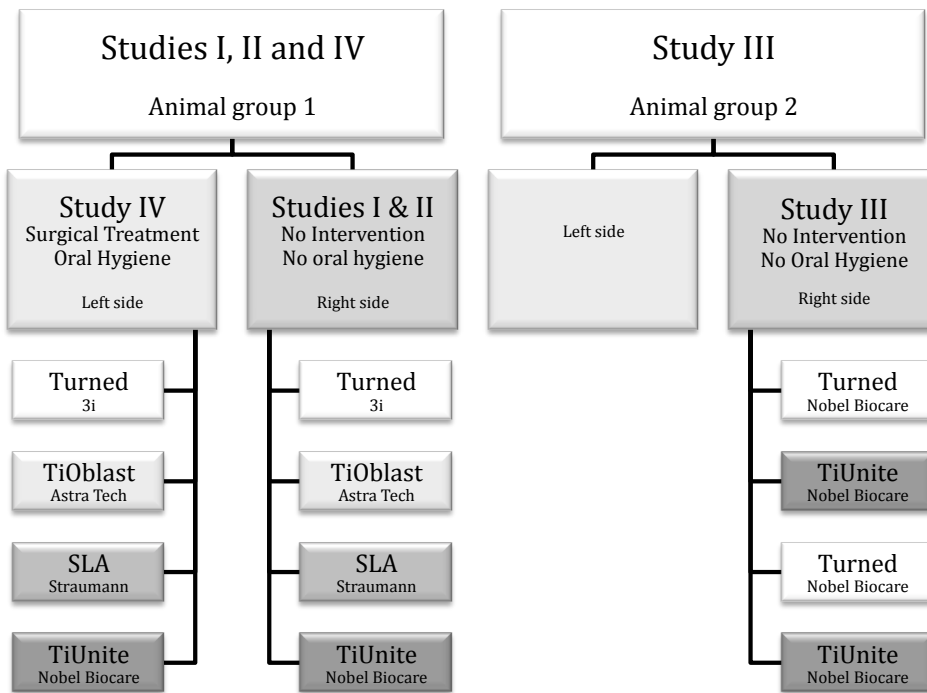 Studies I, II and IV
Animal group 1
Study III
Animal group 2
Study IV
Surgical Treatment
Oral Hygiene
Left side
Studies I & II
No Intervention
No oral hygiene
Right side
Left side
Study III
No Intervention
No Oral Hygiene
Right side
Turned
3i
TiOblast
Astra Tech
SLA
Straumann
TiUnite
Nobel Biocare
Turned
3i
TiOblast
Astra Tech
SLA
Straumann
TiUnite
Nobel Biocare
Turned
Nobel Biocare
TiUnite
Nobel Biocare
Turned
Nobel Biocare
TiUnite
Nobel Biocare